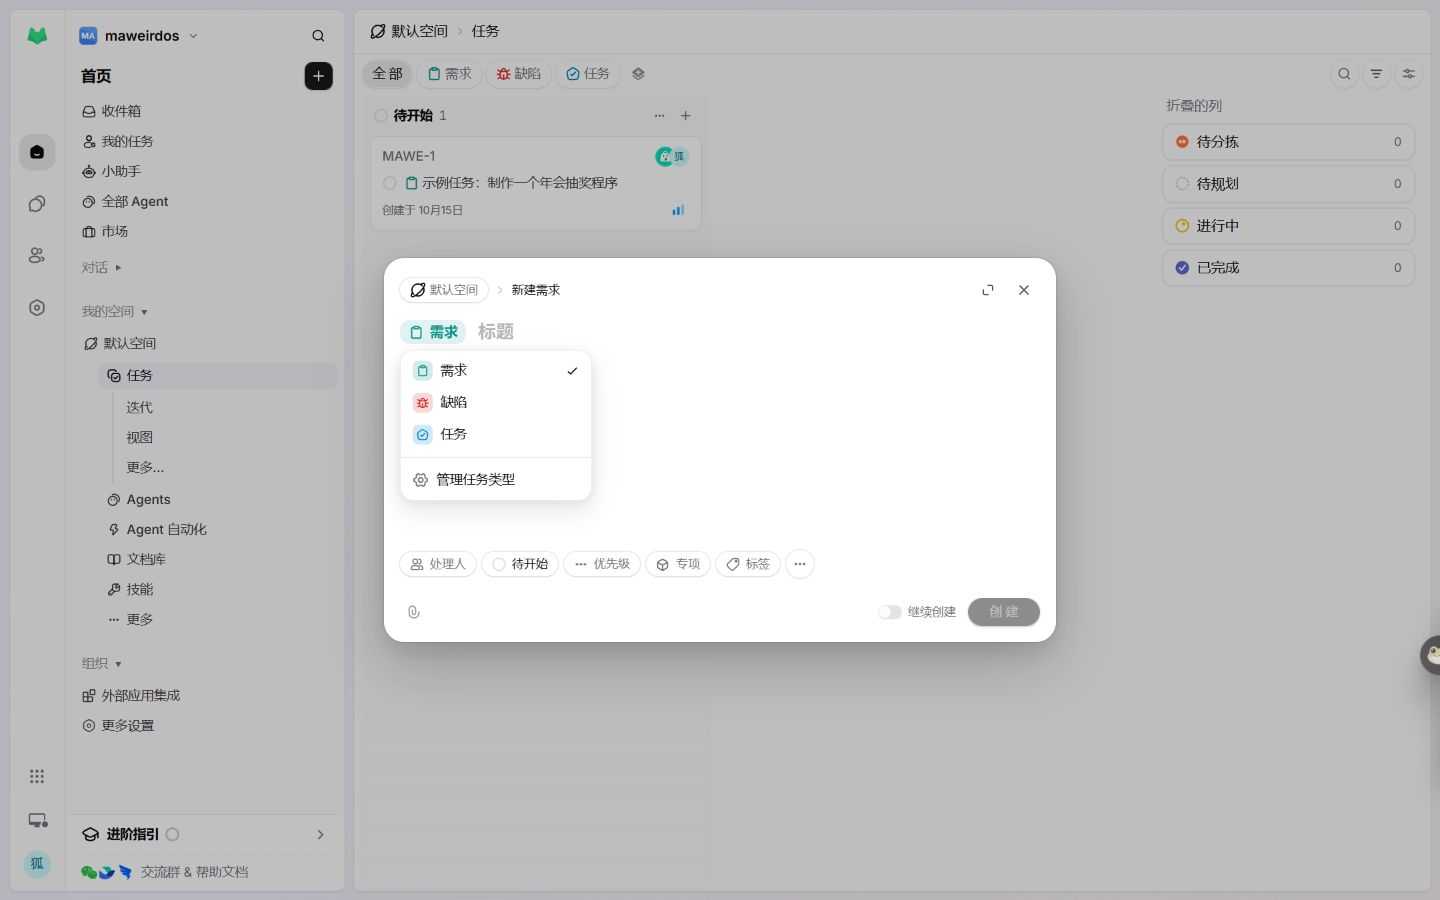 MA maweirdos
首页
收件箱
我的任务
小助手
全部 Agent
市场
对话
我的空间
默认空间
任务
迭代
视图
更多...
Agents
Agent 自动化
文档库
技能
更多
组织
外部应用集成
更多设置
进阶指引
交流群 & 帮助文档
狐
默认空间 任务
全部 需求 缺陷 任务
待开始 1
MAWE-1 狐
示例任务：制作一个年会抽奖程序
创建于 10月15日
折叠的列
待分拣 0
待规划 0
进行中 0
已完成 0
默认空间 新建需求
需求 标题
需求
缺陷
任务
管理任务类型
处理人 待开始 优先级 专项 标签
继续创建 创建